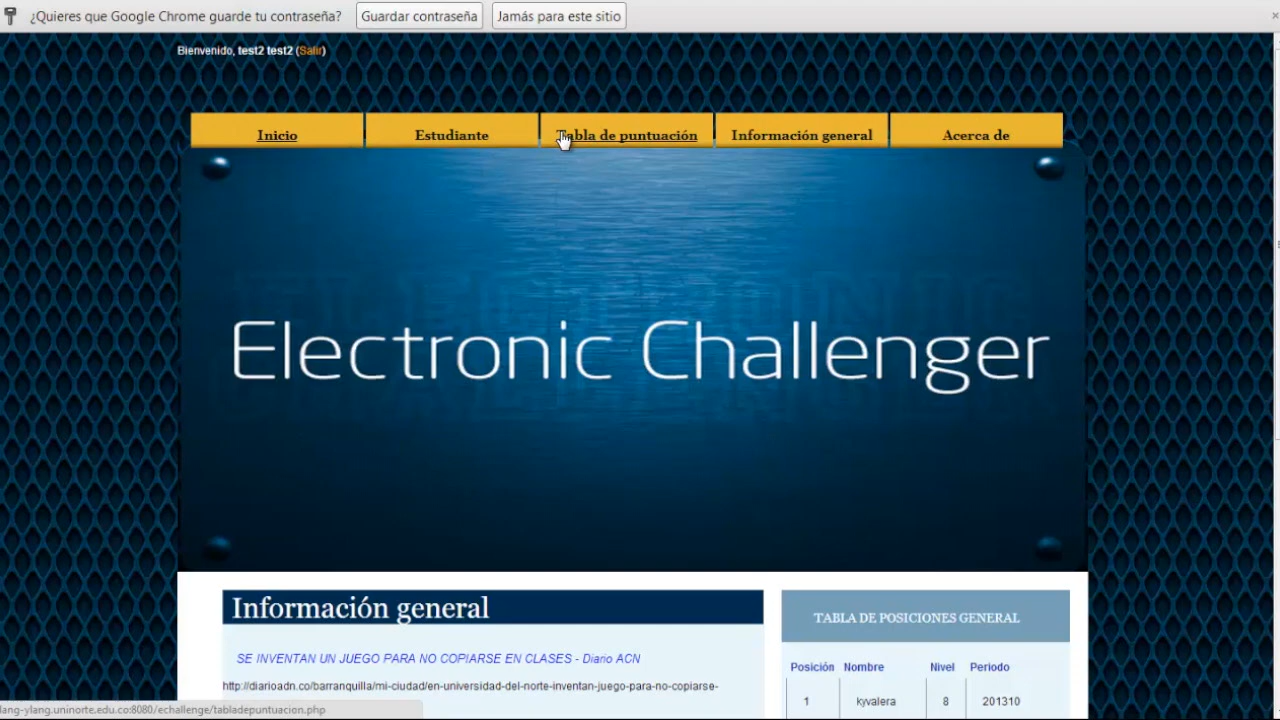 ¿Quieres que Google Chrome guarde tu contraseña? Guardar contraseña Jamás para este sitio
Bienvenido, test2 test2 (Salir)
Inicio Estudiante Tabla de puntuación Información general Acerca de
Electronic Challenger
Información general
TABLA DE POSICIONES GENERAL
SE INVENTAN UN JUEGO PARA NO COPIARSE EN CLASES - Diario ACN
Posición Nombre Nivel Periodo
http://diarioadn.co/barranquilla/mi-ciudad/en-universidad-del-norte-inventan-juego-para-no-copiarse-
1 kyvalera 8 201310
lang-ylang.uninorte.edu.co:8080/echallenge/tabladepuntuacion.php